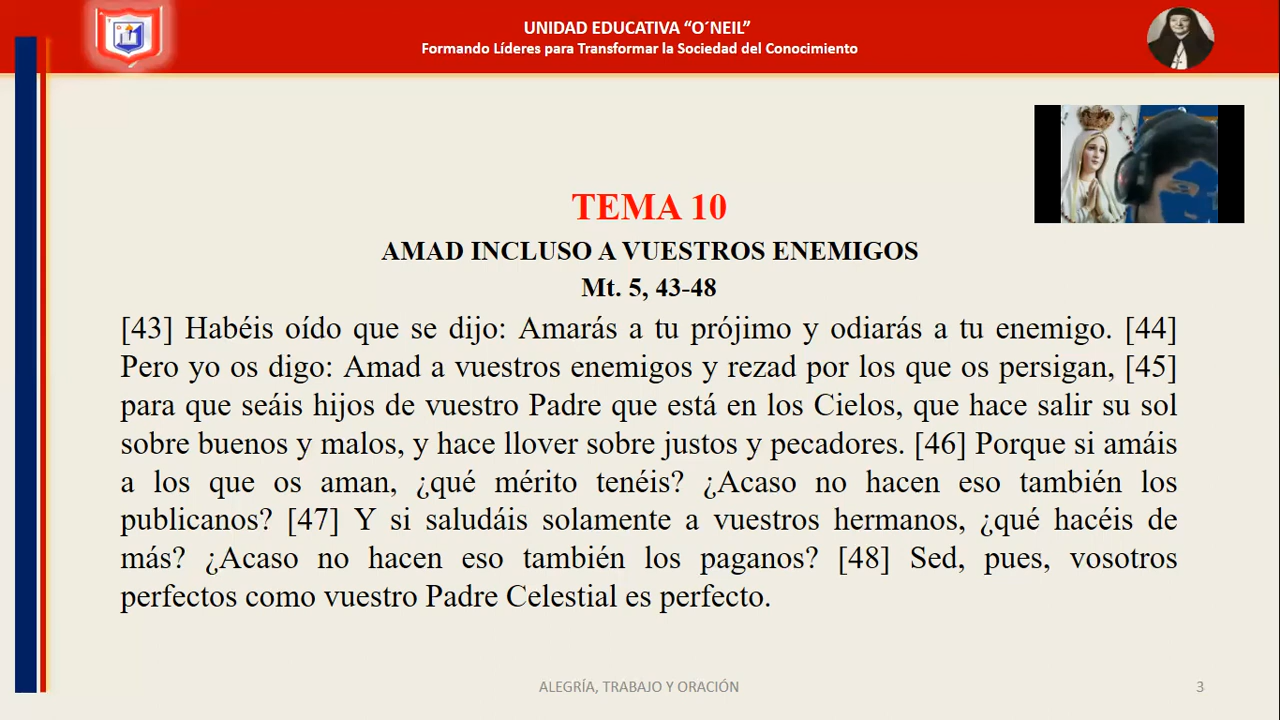 UNIDAD EDUCATIVA “O´NEIL”
Formando Líderes para Transformar la Sociedad del Conocimiento
TEMA 10
AMAD INCLUSO A VUESTROS ENEMIGOS
Mt. 5, 43-48
[43] Habéis oído que se dijo: Amarás a tu prójimo y odiarás a tu enemigo. [44]
Pero yo os digo: Amad a vuestros enemigos y rezad por los que os persigan, [45]
para que seáis hijos de vuestro Padre que está en los Cielos, que hace salir su sol
sobre buenos y malos, y hace llover sobre justos y pecadores. [46] Porque si amáis
a los que os aman, ¿qué mérito tenéis? ¿Acaso no hacen eso también los
publicanos? [47] Y si saludáis solamente a vuestros hermanos, ¿qué hacéis de
más? ¿Acaso no hacen eso también los paganos? [48] Sed, pues, vosotros
perfectos como vuestro Padre Celestial es perfecto.
ALEGRÍA, TRABAJO Y ORACIÓN
3